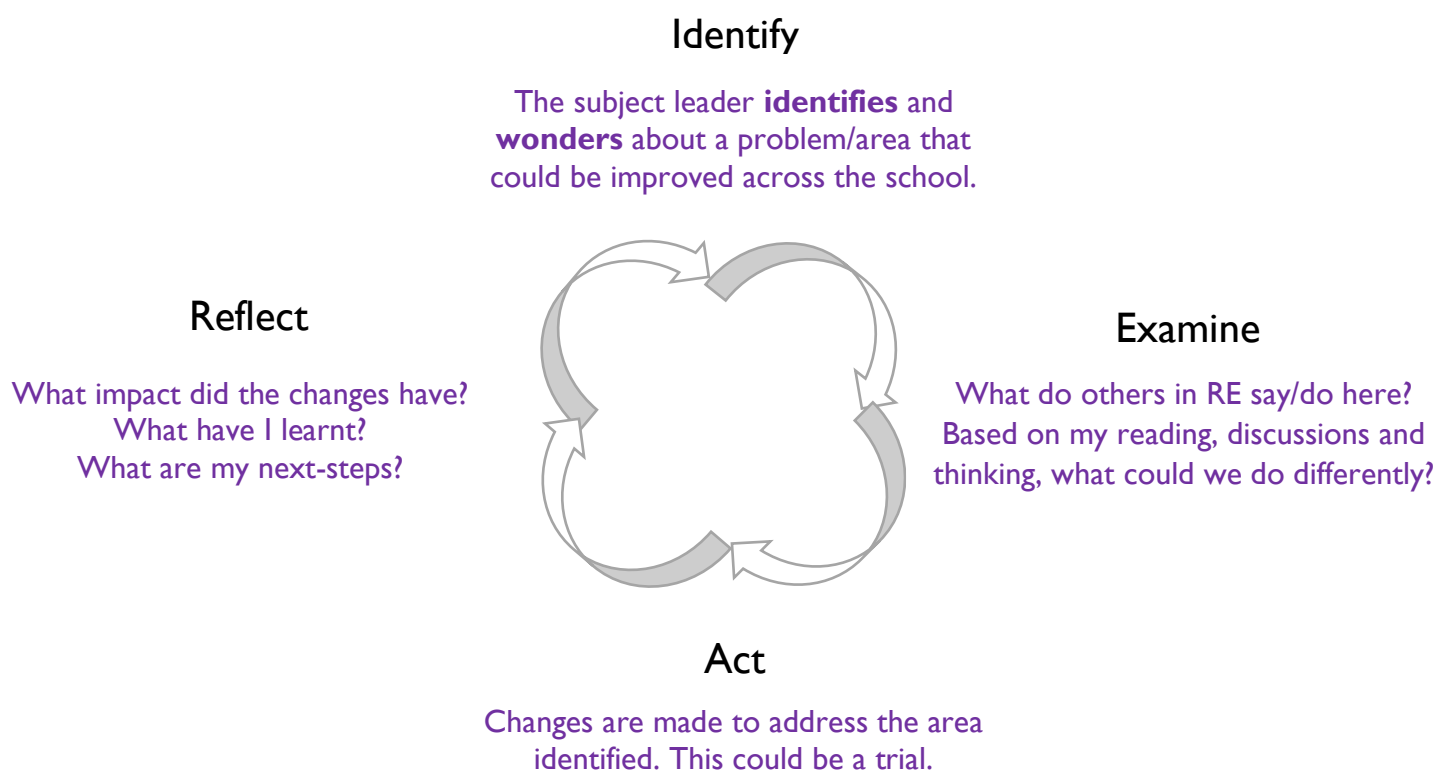 Identify
The subject leader identifies and
wonders about a problem/area that
could be improved across the school.
Reflect
What impact did the changes have?
What have I learnt?
What are my next-steps?
Examine
What do others in RE say/do here?
Based on my reading, discussions and
thinking, what could we do differently?
Act
Changes are made to address the area
identified. This could be a trial.